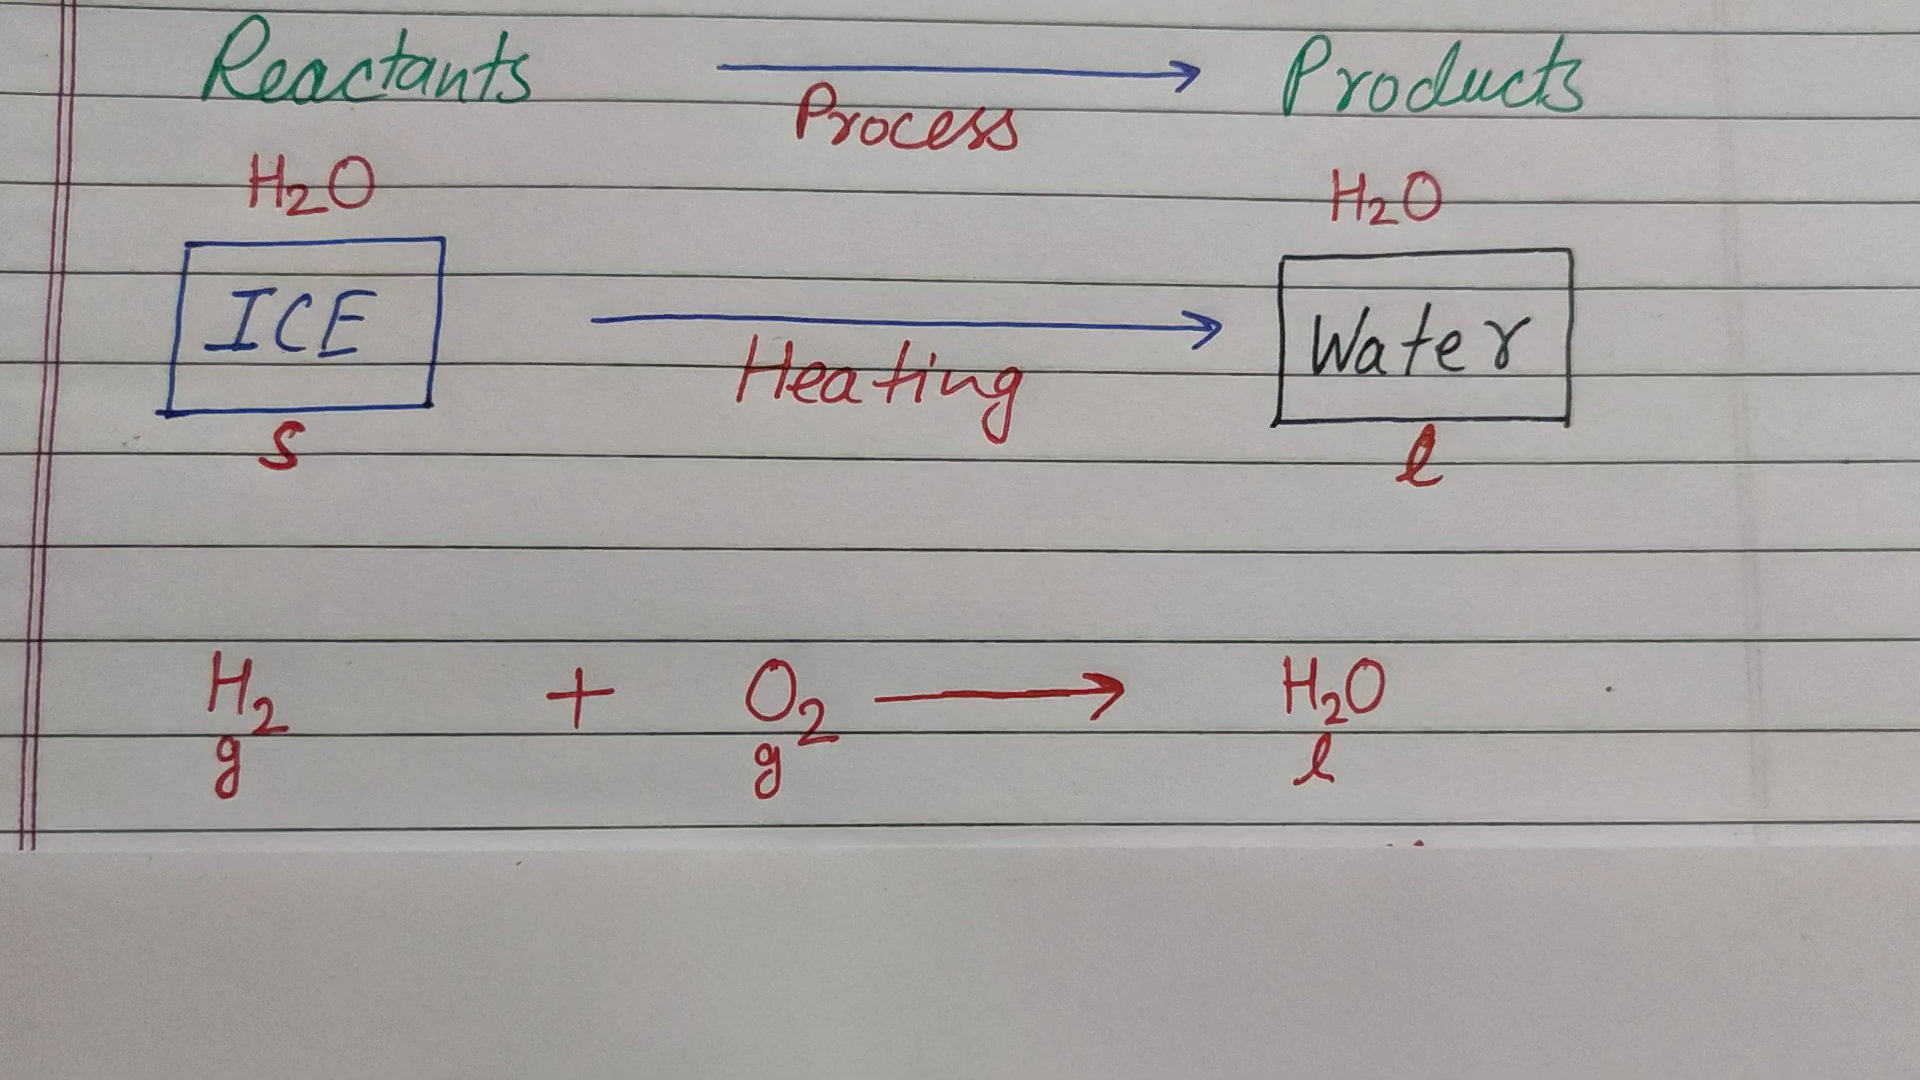 Reactants → Products
Process
H₂O H₂O
ICE → Water
Heating
s l
H₂ + O₂ → H₂O
g g l